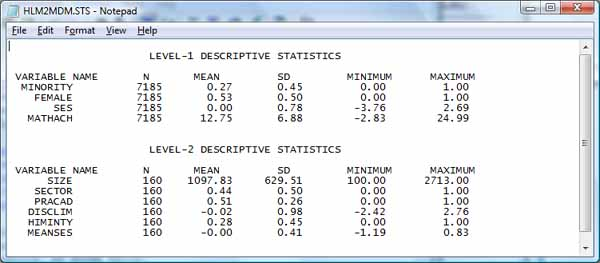 HLM2MDM.STS - Notepad
File Edit Format View Help
LEVEL-1 DESCRIPTIVE STATISTICS
VARIABLE NAME N MEAN SD MINIMUM MAXIMUM
MINORITY 7185 0.27 0.45 0.00 1.00
FEMALE 7185 0.53 0.50 0.00 1.00
SES 7185 0.00 0.78 -3.76 2.69
MATHACH 7185 12.75 6.88 -2.83 24.99
LEVEL-2 DESCRIPTIVE STATISTICS
VARIABLE NAME N MEAN SD MINIMUM MAXIMUM
SIZE 160 1097.83 629.51 100.00 2713.00
SECTOR 160 0.44 0.50 0.00 1.00
PRACAD 160 0.51 0.26 0.00 1.00
DISCLIM 160 -0.02 0.98 -2.42 2.76
HIMINTY 160 0.28 0.45 0.00 1.00
MEANSES 160 -0.00 0.41 -1.19 0.83